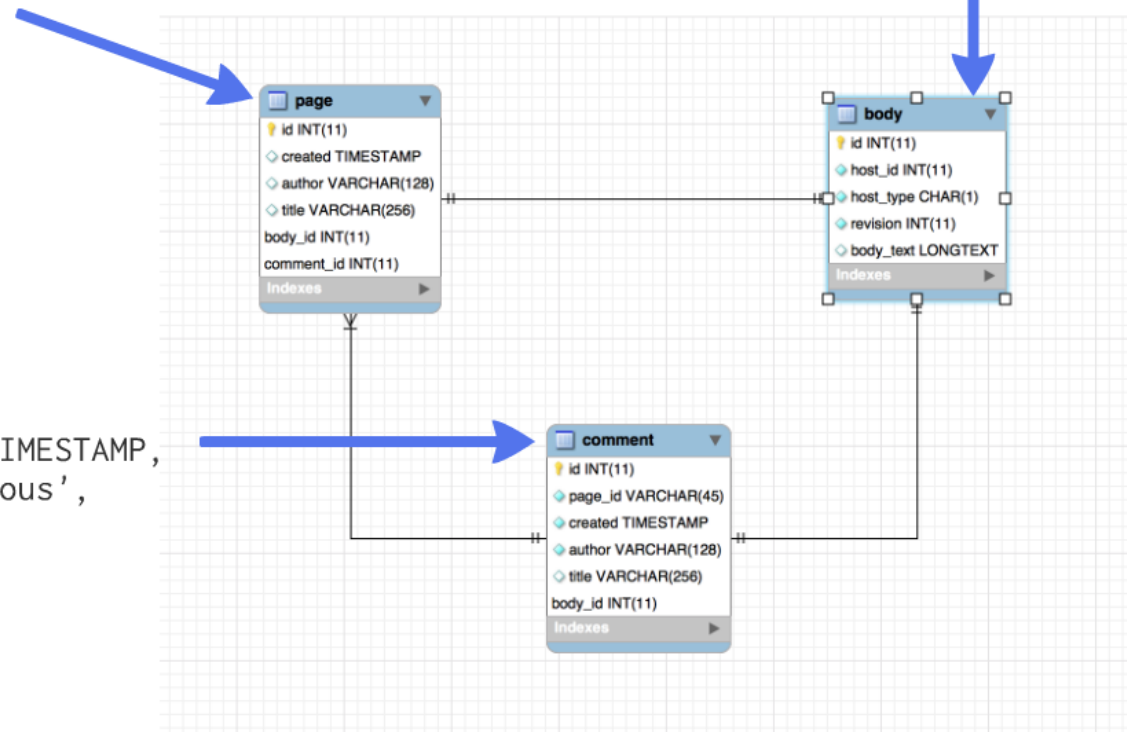 page
id INT(11)
created TIMESTAMP
author VARCHAR(128)
title VARCHAR(256)
body_id INT(11)
comment_id INT(11)
Indexes
body
id INT(11)
host_id INT(11)
host_type CHAR(1)
revision INT(11)
body_text LONGTEXT
Indexes
IMESTAMP,
ous',
comment
id INT(11)
page_id VARCHAR(45)
created TIMESTAMP
author VARCHAR(128)
title VARCHAR(256)
body_id INT(11)
Indexes